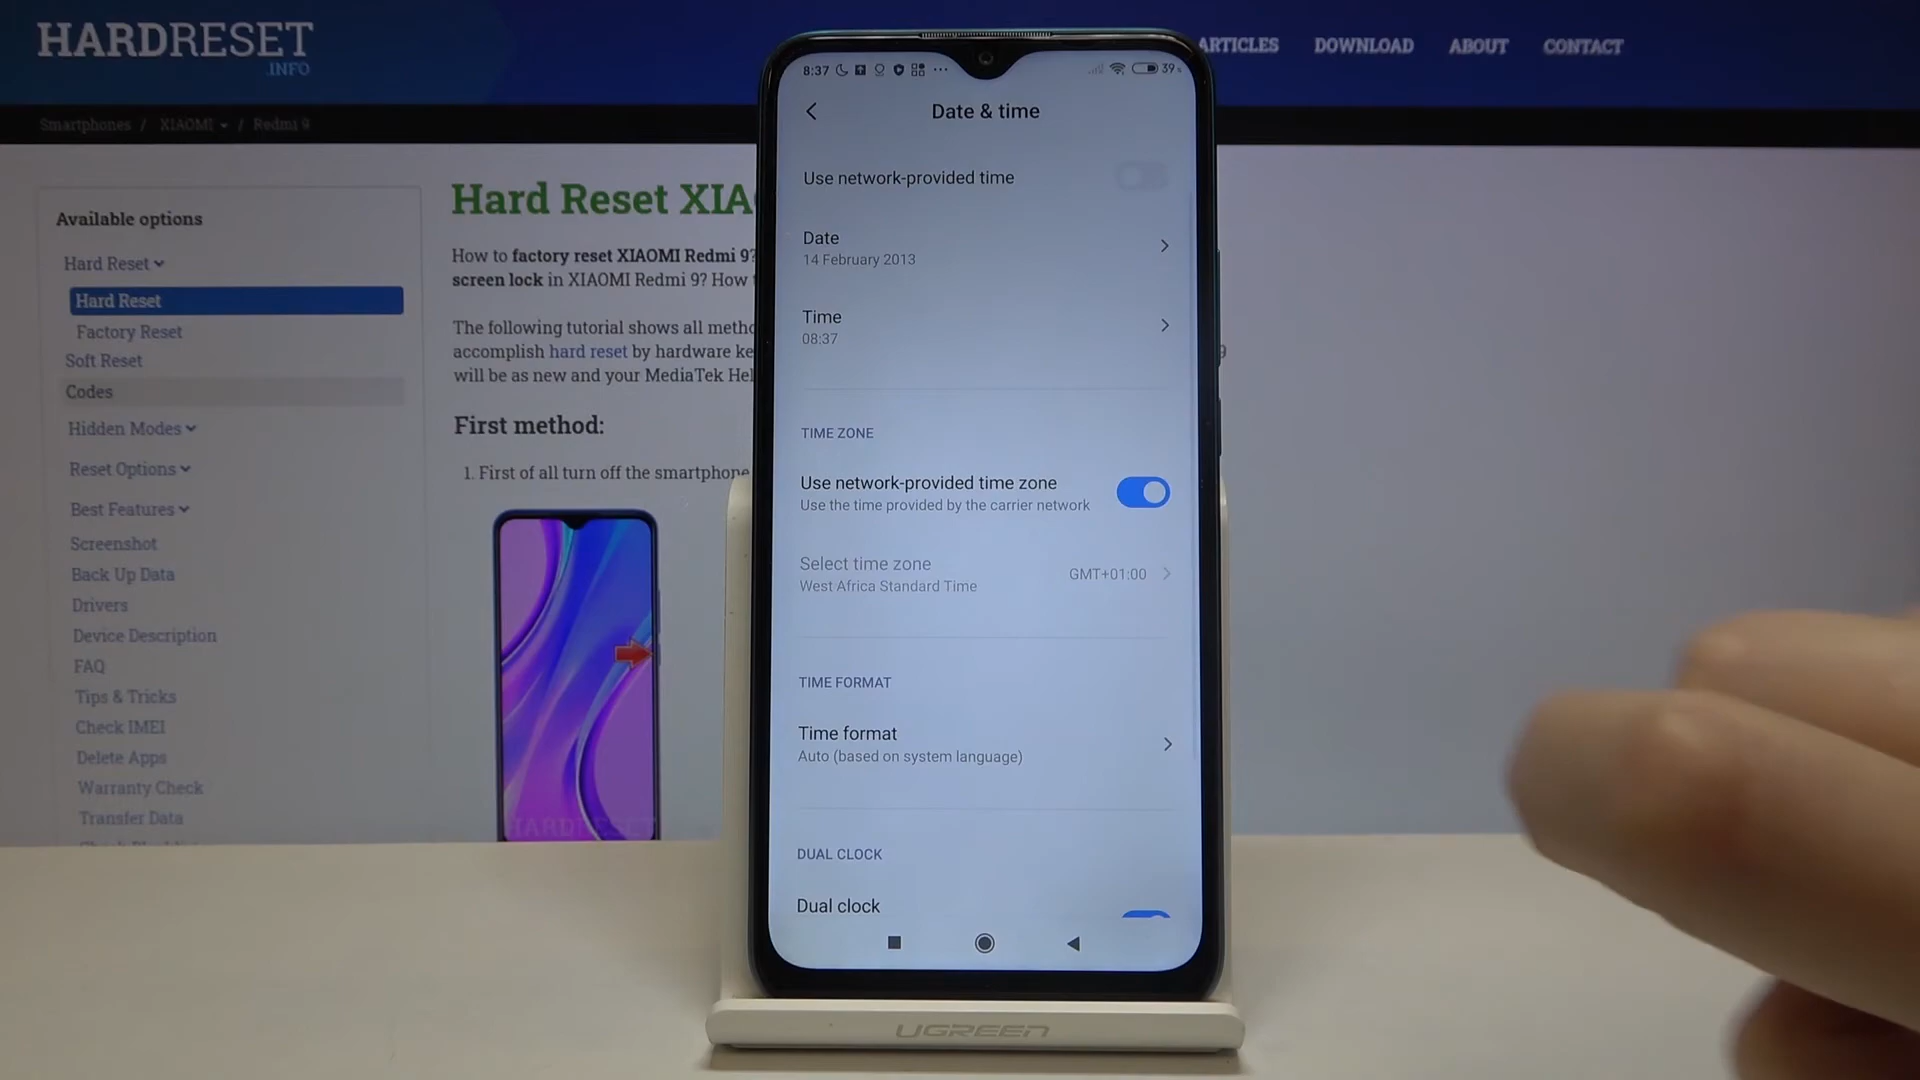 HARDRESET
.INFO
ARTICLES DOWNLOAD ABOUT CONTACT
Smartphones / XIAOMI / Redmi 9
Available options
Hard Reset
Hard Reset
Factory Reset
Soft Reset
Codes
Hidden Modes
Reset Options
Best Features
Screenshot
Back Up Data
Drivers
Device Description
FAQ
Tips & Tricks
Check IMEI
Delete Apps
Warranty Check
Transfer Data
Hard Reset XIA
How to factory reset XIAOMI Redmi 9?
screen lock in XIAOMI Redmi 9? How
The following tutorial shows all metho
accomplish hard reset by hardware ke
will be as new and your MediaTek Hel
9
First method:
1. First of all turn off the smartphone
HARDRESET
8:37
39%
Date & time
Use network-provided time
Date
14 February 2013
Time
08:37
TIME ZONE
Use network-provided time zone
Use the time provided by the carrier network
Select time zone
West Africa Standard Time
GMT+01:00
TIME FORMAT
Time format
Auto (based on system language)
DUAL CLOCK
Dual clock
UGREEN